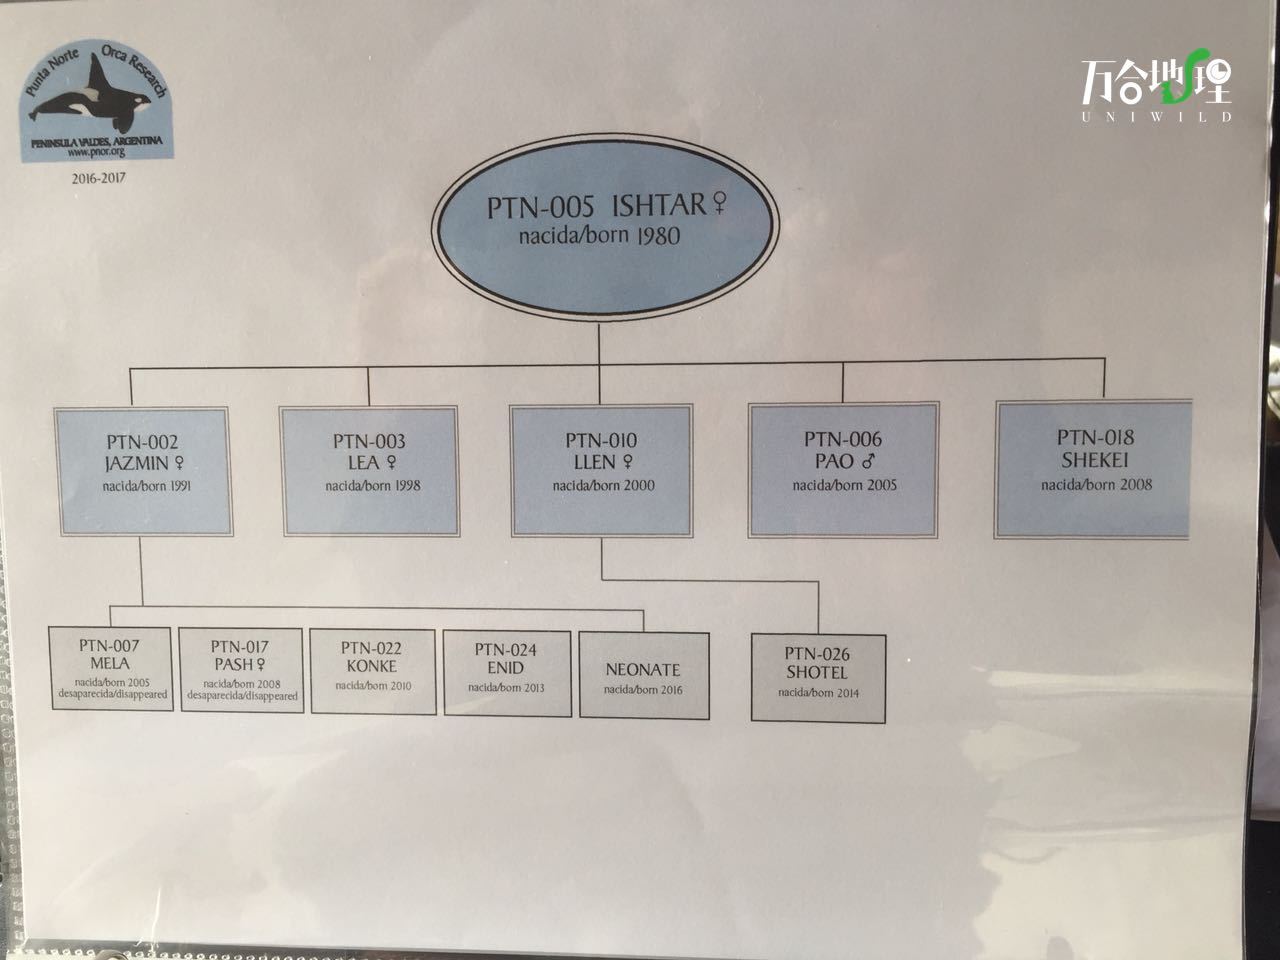 Punta Norte Orca Research
PENINSULA VALDES, ARGENTINA
www.pnor.org
2016-2017
万合地理
UNIWILD
PTN-005 ISHTAR ♀
nacida/born 1980
PTN-002
JAZMIN ♀
nacida/born 1991
PTN-003
LEA ♀
nacida/born 1998
PTN-010
LLEN ♀
nacida/born 2000
PTN-006
PAO ♂
nacida/born 2005
PTN-018
SHEKEI
nacida/born 2008
PTN-007
MELA
nacida/born 2005
desaparecida/disappeared
PTN-017
PASH ♀
nacida/born 2008
desaparecida/disappeared
PTN-022
KONKE
nacida/born 2010
PTN-024
ENID
nacida/born 2013
NEONATE
nacida/born 2016
PTN-026
SHOTEL
nacida/born 2014